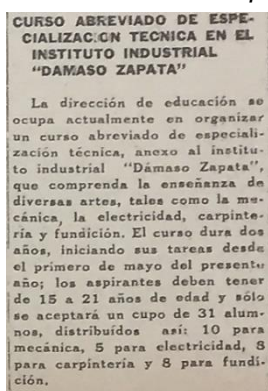 CURSO ABREVIADO DE ESPE-
CIALIZACION TECNICA EN EL
INSTITUTO INDUSTRIAL
"DAMASO ZAPATA"
La dirección de educación se
ocupa actualmente en organizar
un curso abreviado de especiali-
zación técnica, anexo al institu-
to industrial "Dámaso Zapata",
que comprenda la enseñanza de
diversas artes, tales como la me-
cánica, la electricidad, carpinte-
ría y fundición. El curso dura dos
años, iniciando sus tareas desde
el primero de mayo del presente
año; los aspirantes deben tener
de 15 a 21 años de edad y sólo
se aceptará un cupo de 31 alum-
nos, distribuídos así: 10 para
mecánica, 5 para electricidad, 8
para carpintería y 8 para fundi-
ción.